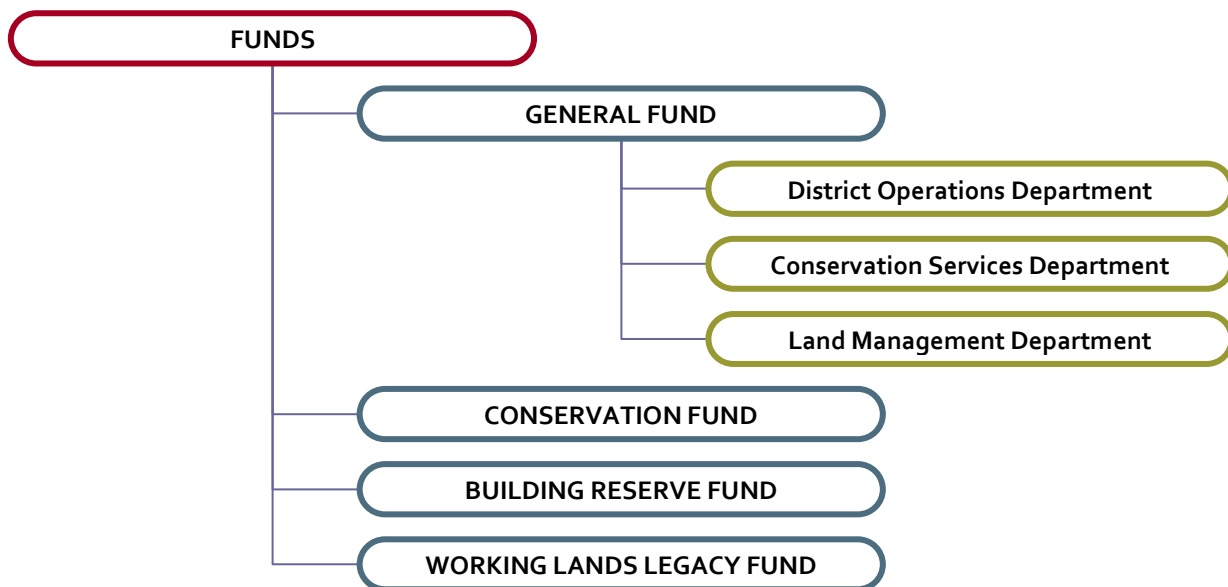 FUNDS
GENERAL FUND
District Operations Department
Conservation Services Department
Land Management Department
CONSERVATION FUND
BUILDING RESERVE FUND
WORKING LANDS LEGACY FUND